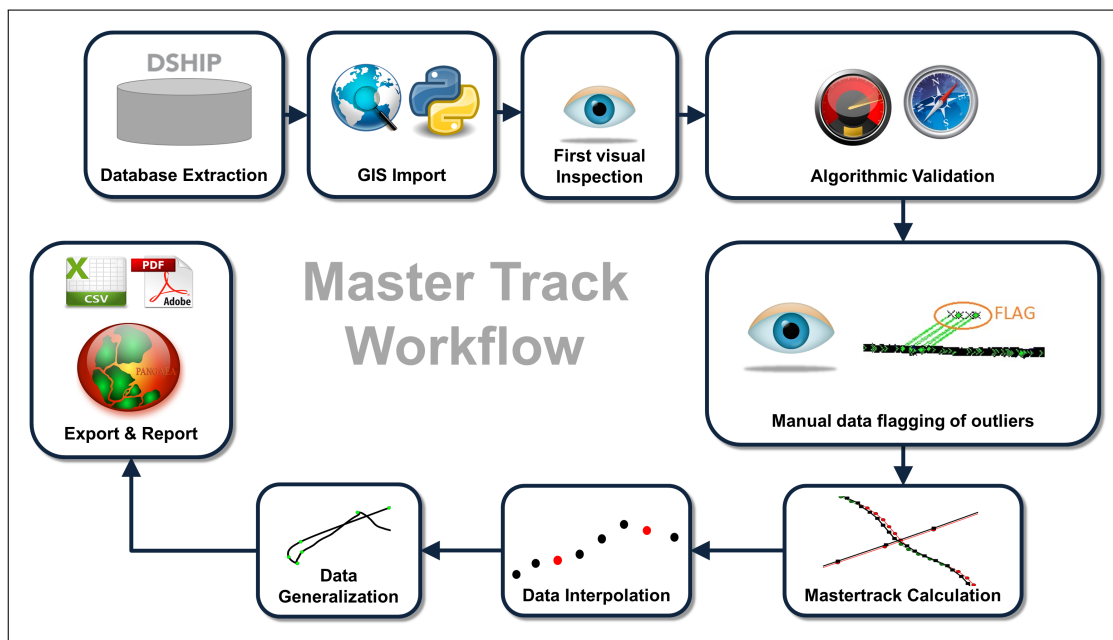 DSHIP
Database Extraction
GIS Import
First visual
Inspection
Algorithmic Validation
Master Track
Workflow
FLAG
Manual data flagging of outliers
Mastertrack Calculation
Data Interpolation
Data
Generalization
X
CSV
PDF
Adobe
PANGAEA
Export & Report
N
E
S